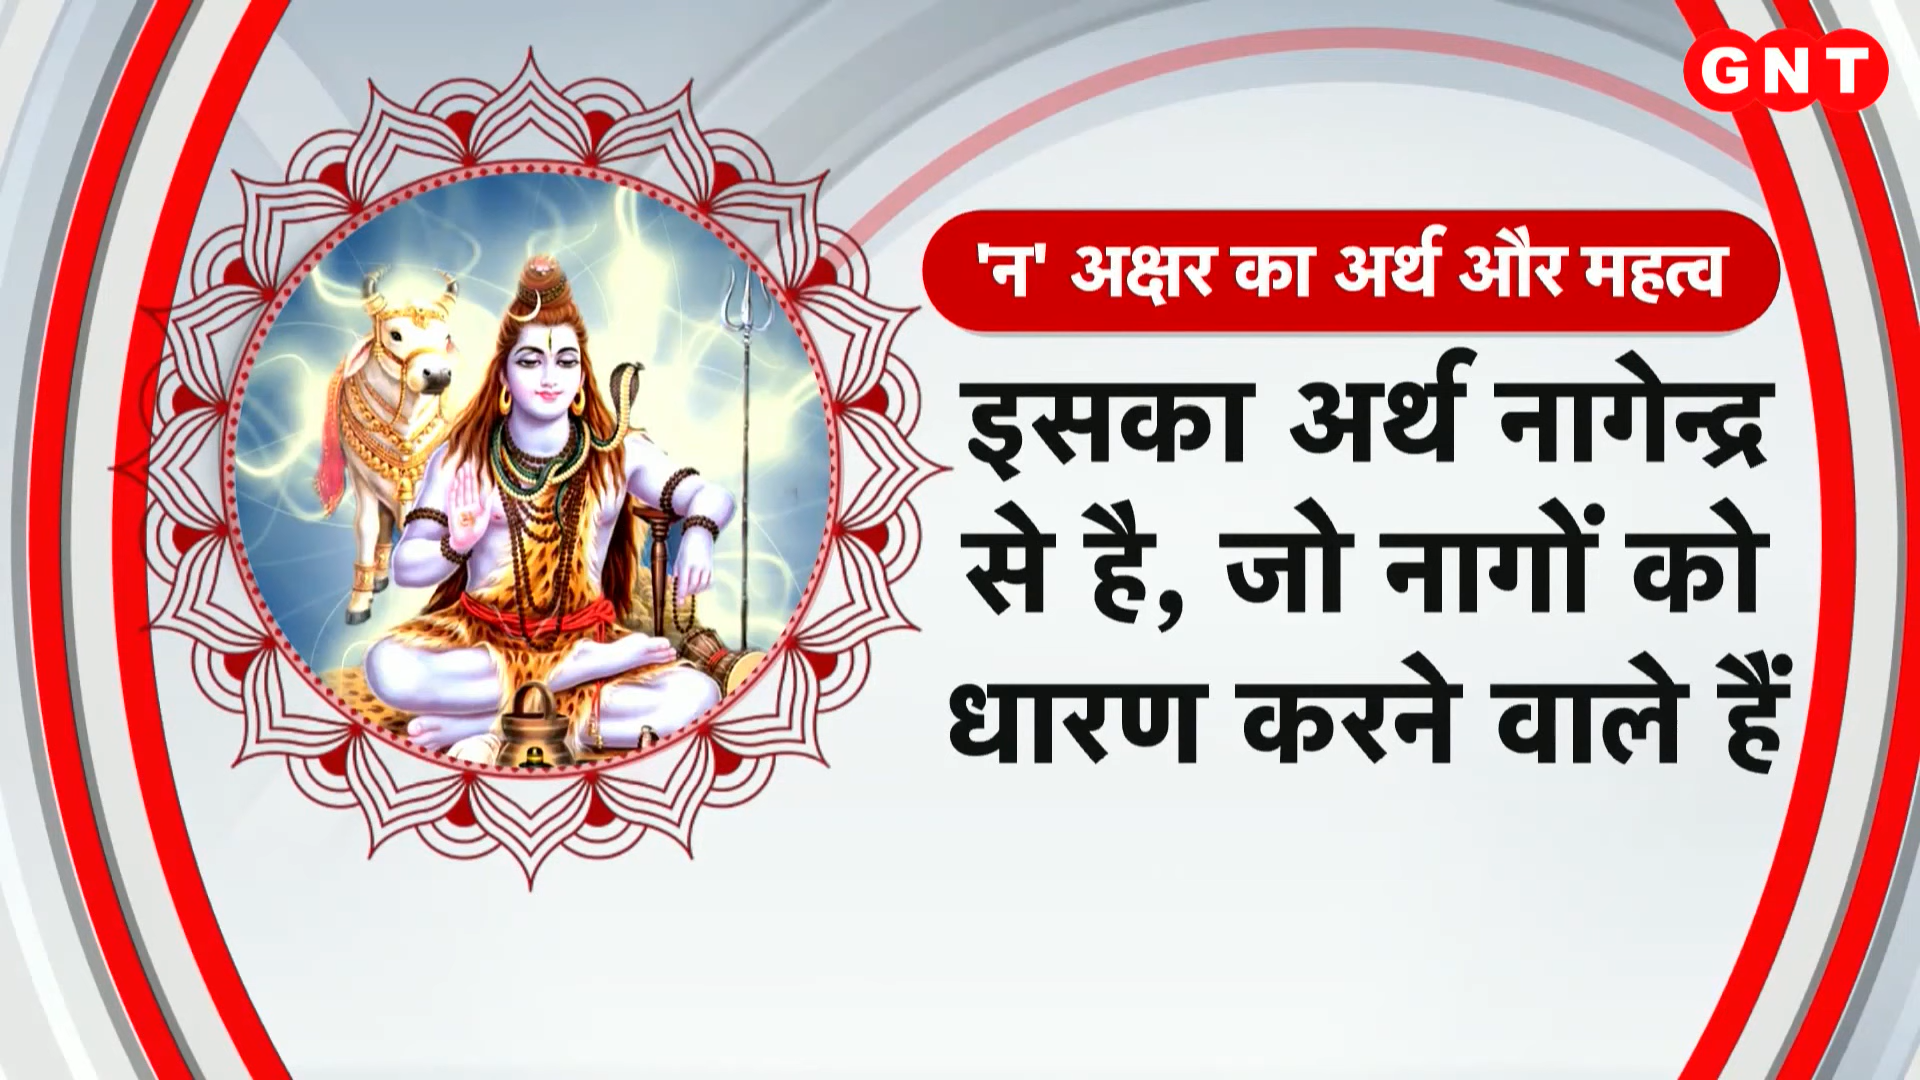 GNT
'न' अक्षर का अर्थ और महत्व
इसका अर्थ नागेन्द्र
से है, जो नागों को
धारण करने वाले हैं